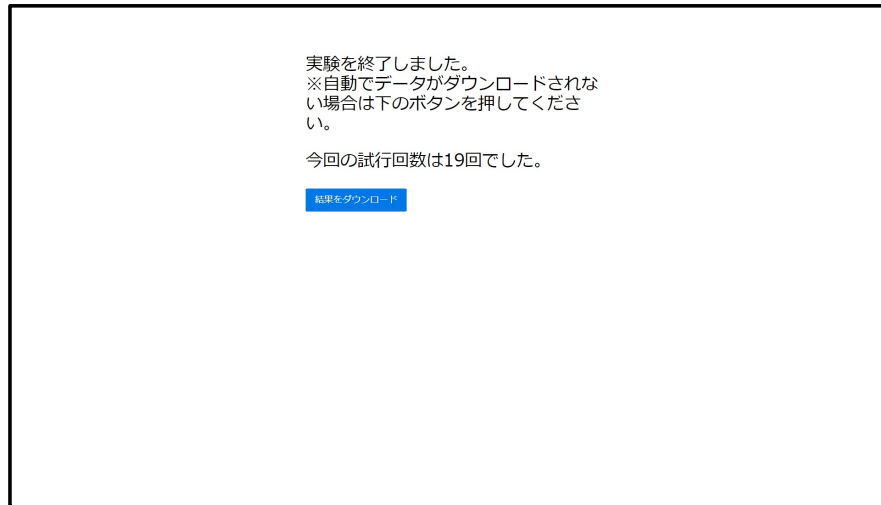 実験を終了しました。
※自動でデータがダウンロードされな
い場合は下のボタンを押してくださ
い。
今回の試行回数は19回でした。
結果をダウンロード